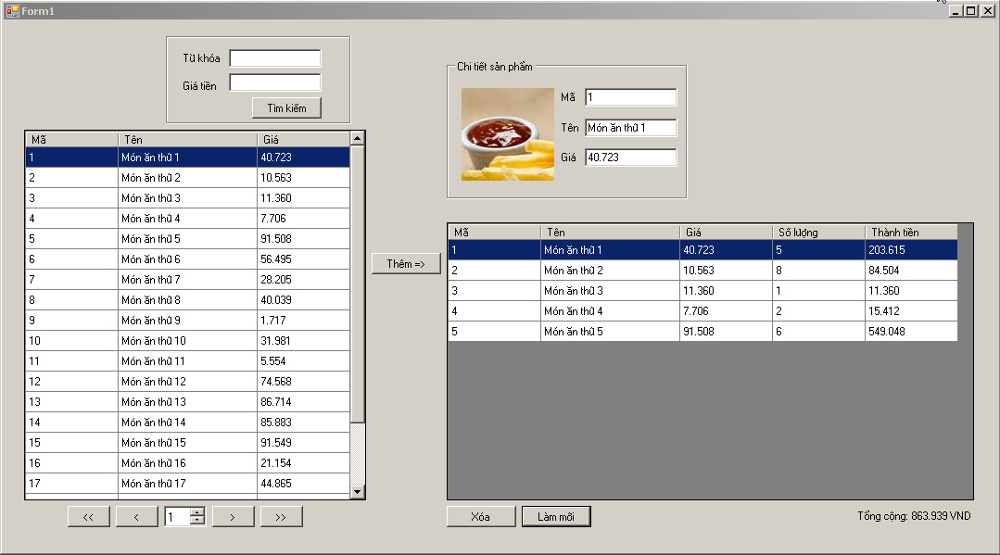 Form1
Từ khóa
Giá tiền
Tìm kiếm
Mã Tên Giá
1 Món ăn thứ 1 40.723
2 Món ăn thứ 2 10.563
3 Món ăn thứ 3 11.360
4 Món ăn thứ 4 7.706
5 Món ăn thứ 5 91.508
6 Món ăn thứ 6 56.495
7 Món ăn thứ 7 28.205
8 Món ăn thứ 8 40.039
9 Món ăn thứ 9 1.717
10 Món ăn thứ 10 31.981
11 Món ăn thứ 11 5.554
12 Món ăn thứ 12 74.568
13 Món ăn thứ 13 86.714
14 Món ăn thứ 14 85.883
15 Món ăn thứ 15 91.549
16 Món ăn thứ 16 21.154
17 Món ăn thứ 17 44.865
<< < 1 > >>
Thêm =>
Chi tiết sản phẩm
Mã 1
Tên Món ăn thứ 1
Giá 40.723
Mã Tên Giá Số lượng Thành tiền
1 Món ăn thứ 1 40.723 5 203.615
2 Món ăn thứ 2 10.563 8 84.504
3 Món ăn thứ 3 11.360 1 11.360
4 Món ăn thứ 4 7.706 2 15.412
5 Món ăn thứ 5 91.508 6 549.048
Xóa Làm mới Tổng cộng: 863.939 VND